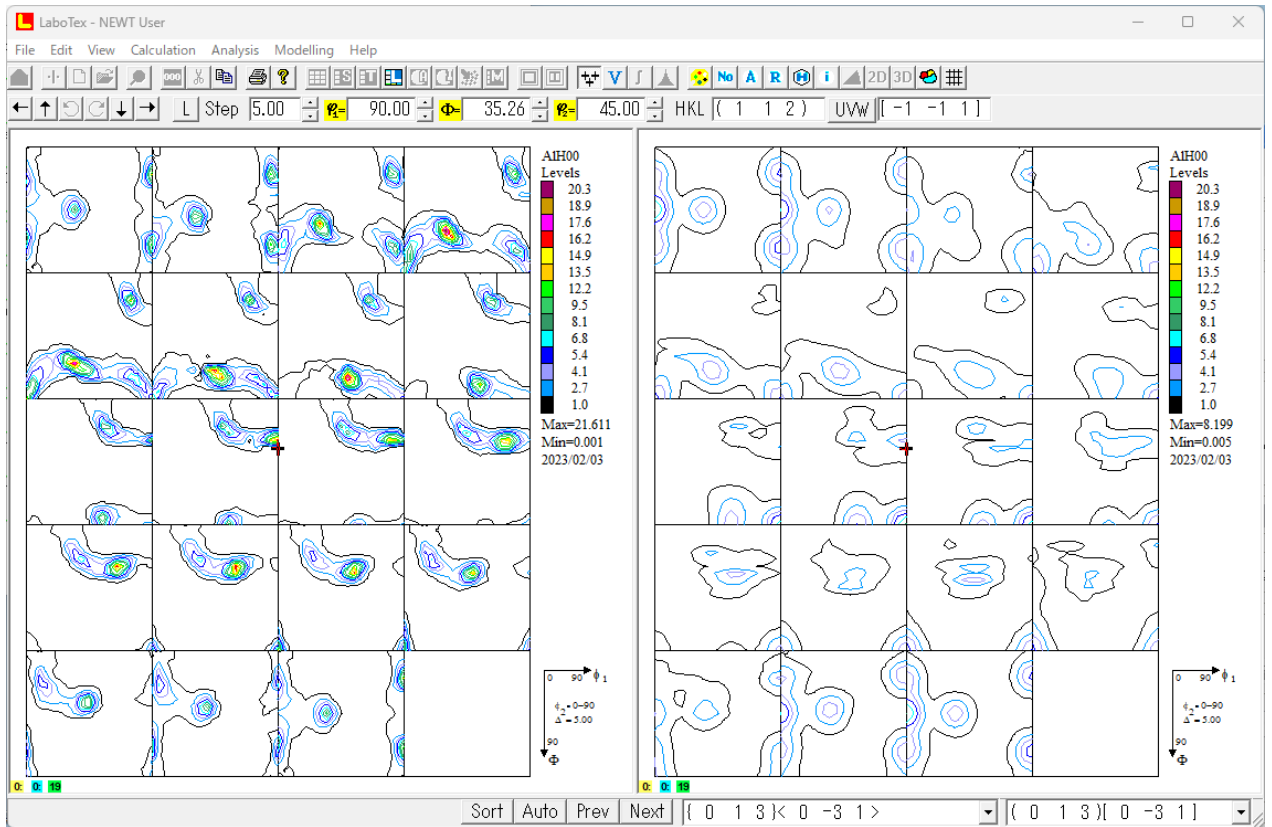 LaboTex - NEWT User
File Edit View Calculation Analysis Modelling Help
000 S T L M V No A R H i 2D 3D
L Step 5.00 φ1= 90.00 Φ= 35.26 φ2= 45.00 HKL ( 1 1 2 ) UVW [ -1 -1 1 ]
AlH00
Levels
20.3
18.9
17.6
16.2
14.9
13.5
12.2
9.5
8.1
6.8
5.4
4.1
2.7
1.0
Max=21.611
Min=0.001
2023/02/03
0 90 ϕ1
ϕ2=0-90
Δ=5.00
90
Φ
0: 0: 19
AlH00
Levels
20.3
18.9
17.6
16.2
14.9
13.5
12.2
9.5
8.1
6.8
5.4
4.1
2.7
1.0
Max=8.199
Min=0.005
2023/02/03
0 90 ϕ1
ϕ2=0-90
Δ=5.00
90
Φ
0: 0: 19
Sort Auto Prev Next { 0 1 3 }< 0 -3 1 > ( 0 1 3 )[ 0 -3 1 ]